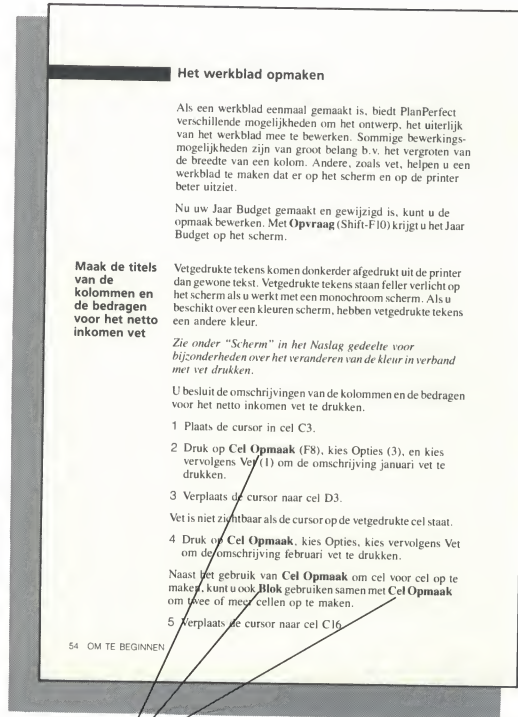 Het werkblad opmaken
Als een werkblad eenmaal gemaakt is, biedt PlanPerfect
verschillende mogelijkheden om het ontwerp, het uiterlijk
van het werkblad mee te bewerken. Sommige bewerkings-
mogelijkheden zijn van groot belang b.v. het vergroten van
de breedte van een kolom. Andere, zoals vet, helpen u een
werkblad te maken dat er op het scherm en op de printer
beter uitziet.
Nu uw Jaar Budget gemaakt en gewijzigd is, kunt u de
opmaak bewerken. Met Opvraag (Shift-F10) krijgt u het Jaar
Budget op het scherm.
Maak de titels
van de
kolommen en
de bedragen
voor het netto
inkomen vet
Vetgedrukte tekens komen donkerder afgedrukt uit de printer
dan gewone tekst. Vetgedrukte tekens staan feller verlicht op
het scherm als u werkt met een monochroom scherm. Als u
beschikt over een kleuren scherm, hebben vetgedrukte tekens
een andere kleur.
Zie onder "Scherm" in het Naslag gedeelte voor
bijzonderheden over het veranderen van de kleur in verband
met vet drukken.
U besluit de omschrijvingen van de kolommen en de bedragen
voor het netto inkomen vet te drukken.
1 Plaats de cursor in cel C3.
2 Druk op Cel Opmaak (F8), kies Opties (3), en kies
vervolgens Vet (1) om de omschrijving januari vet te
drukken.
3 Verplaats de cursor naar cel D3.
Vet is niet zichtbaar als de cursor op de vetgedrukte cel staat.
4 Druk op Cel Opmaak, kies Opties, kies vervolgens Vet
om de omschrijving februari vet te drukken.
Naast het gebruik van Cel Opmaak om cel voor cel op te
maken, kunt u ook Blok gebruiken samen met Cel Opmaak
om twee of meer cellen op te maken.
5 Verplaats de cursor naar cel C16.
54 OM TE BEGINNEN